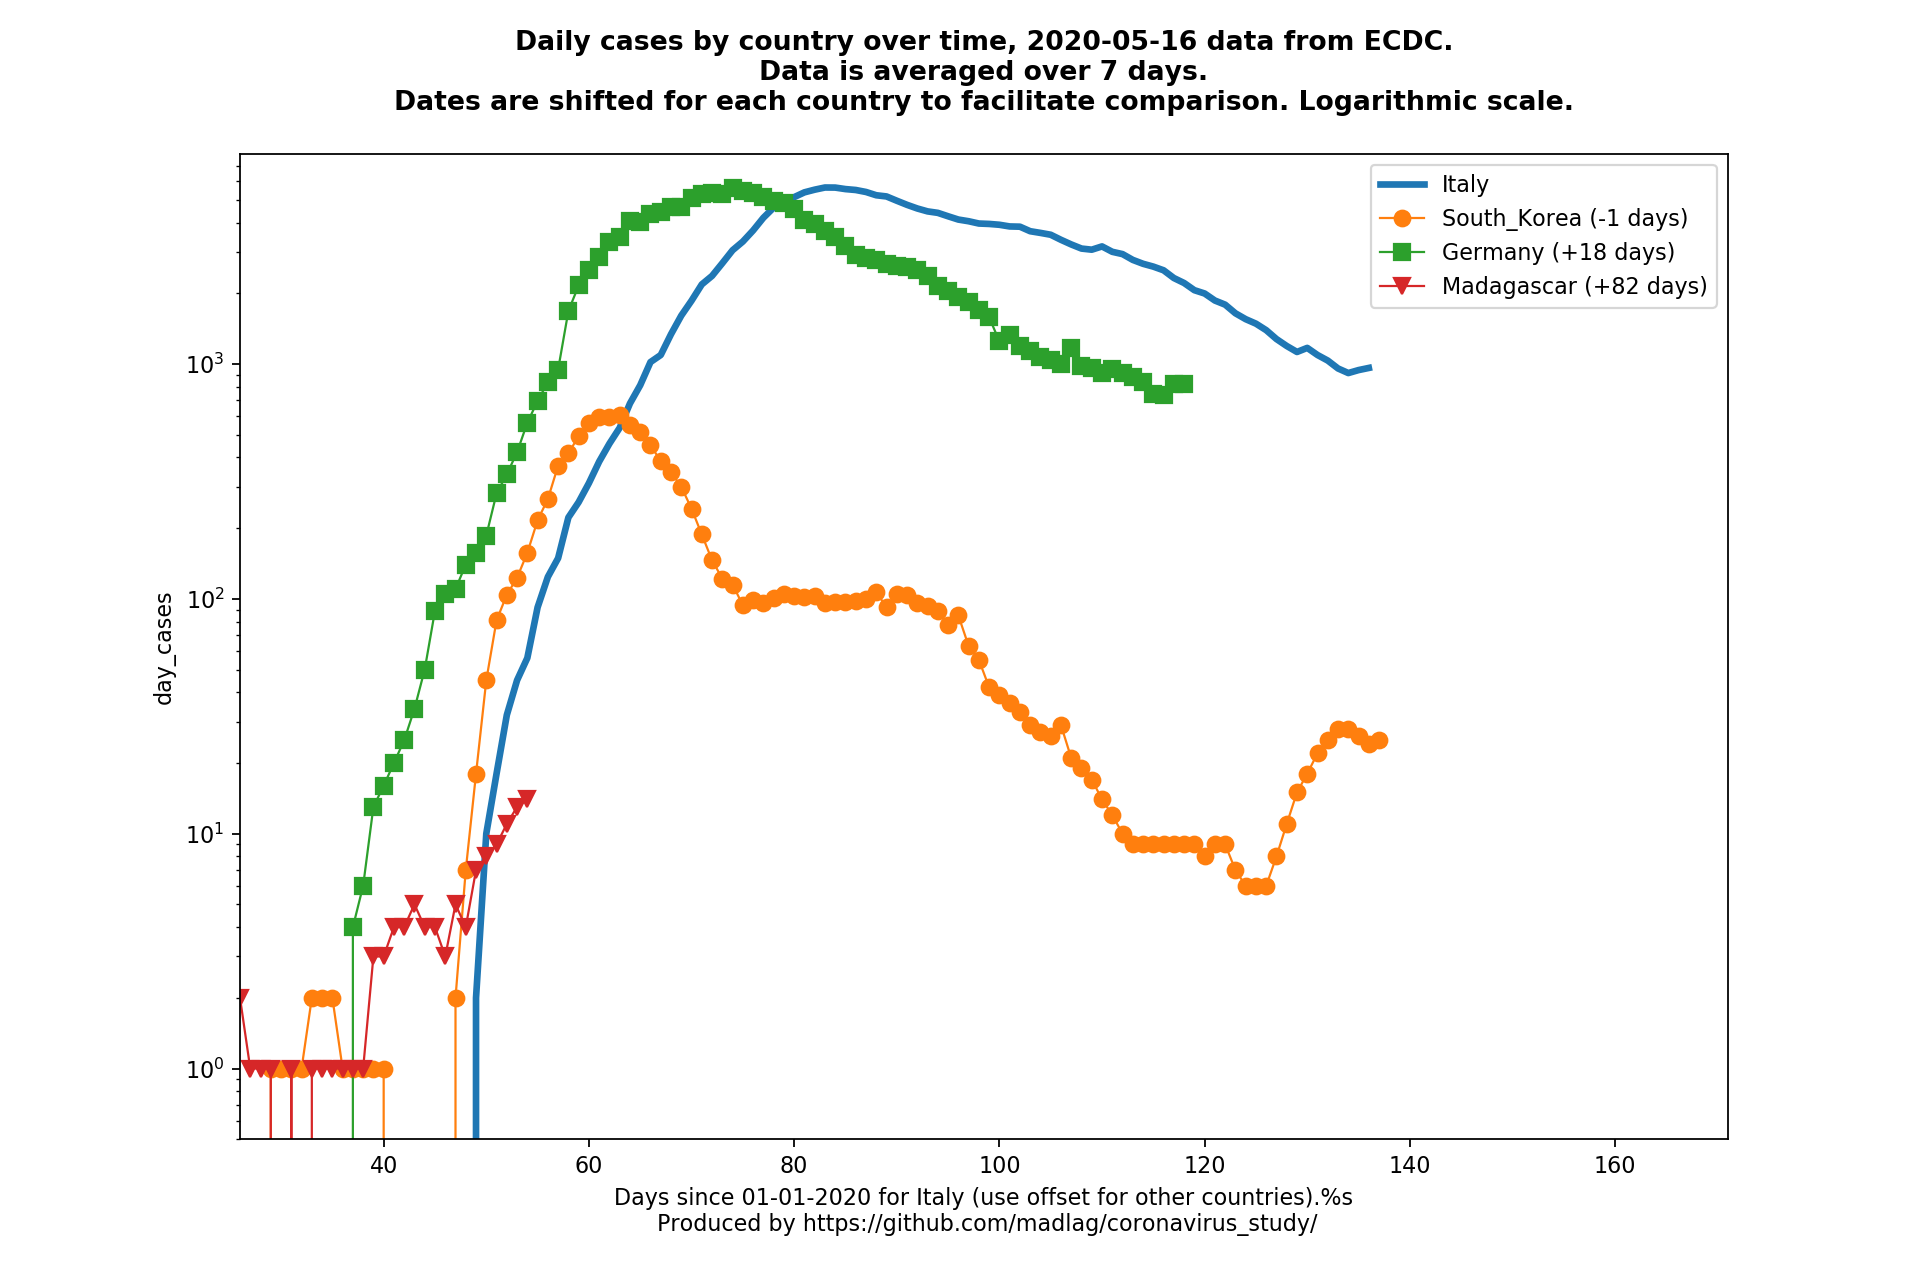 Daily cases by country over time, 2020-05-16 data from ECDC.
Data is averaged over 7 days.
Dates are shifted for each country to facilitate comparison. Logarithmic scale.
Italy
South_Korea (-1 days)
Germany (+18 days)
Madagascar (+82 days)
day_cases
10³
10²
10¹
10⁰
40 60 80 100 120 140 160
Days since 01-01-2020 for Italy (use offset for other countries).%s
Produced by https://github.com/madlag/coronavirus_study/